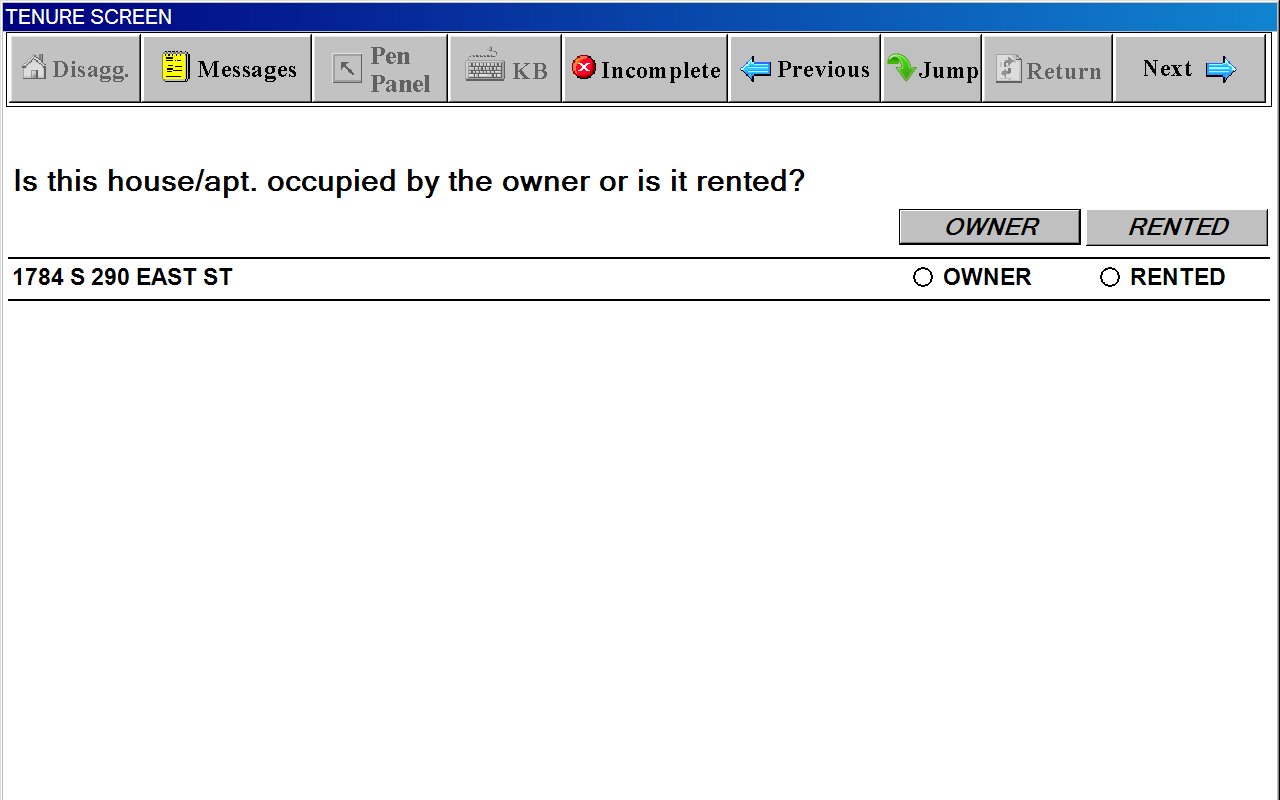 TENURE SCREEN
Disagg. Messages Pen Panel KB Incomplete Previous Jump Return Next
Is this house/apt. occupied by the owner or is it rented?
OWNER RENTED
1784 S 290 EAST ST OWNER RENTED